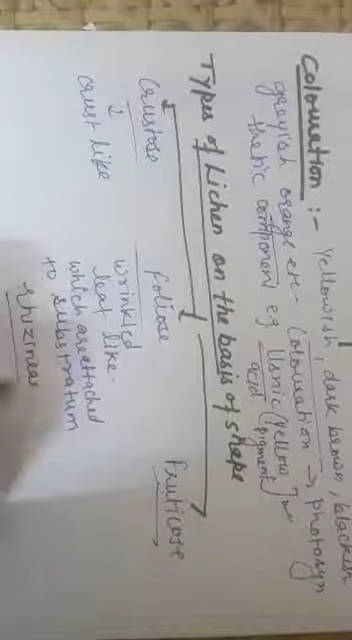 Colouration :- Yellowish, dark brown, blackish
greyish orange etc- Colouration → photosyn
thetic component eg Usnic (Yellow
acid (pigment)
Types of Lichen on the basis of shape
Crustose foliose fruticose
crust like wrinkled
leaf like.
which are attached
to substratum
rhizines